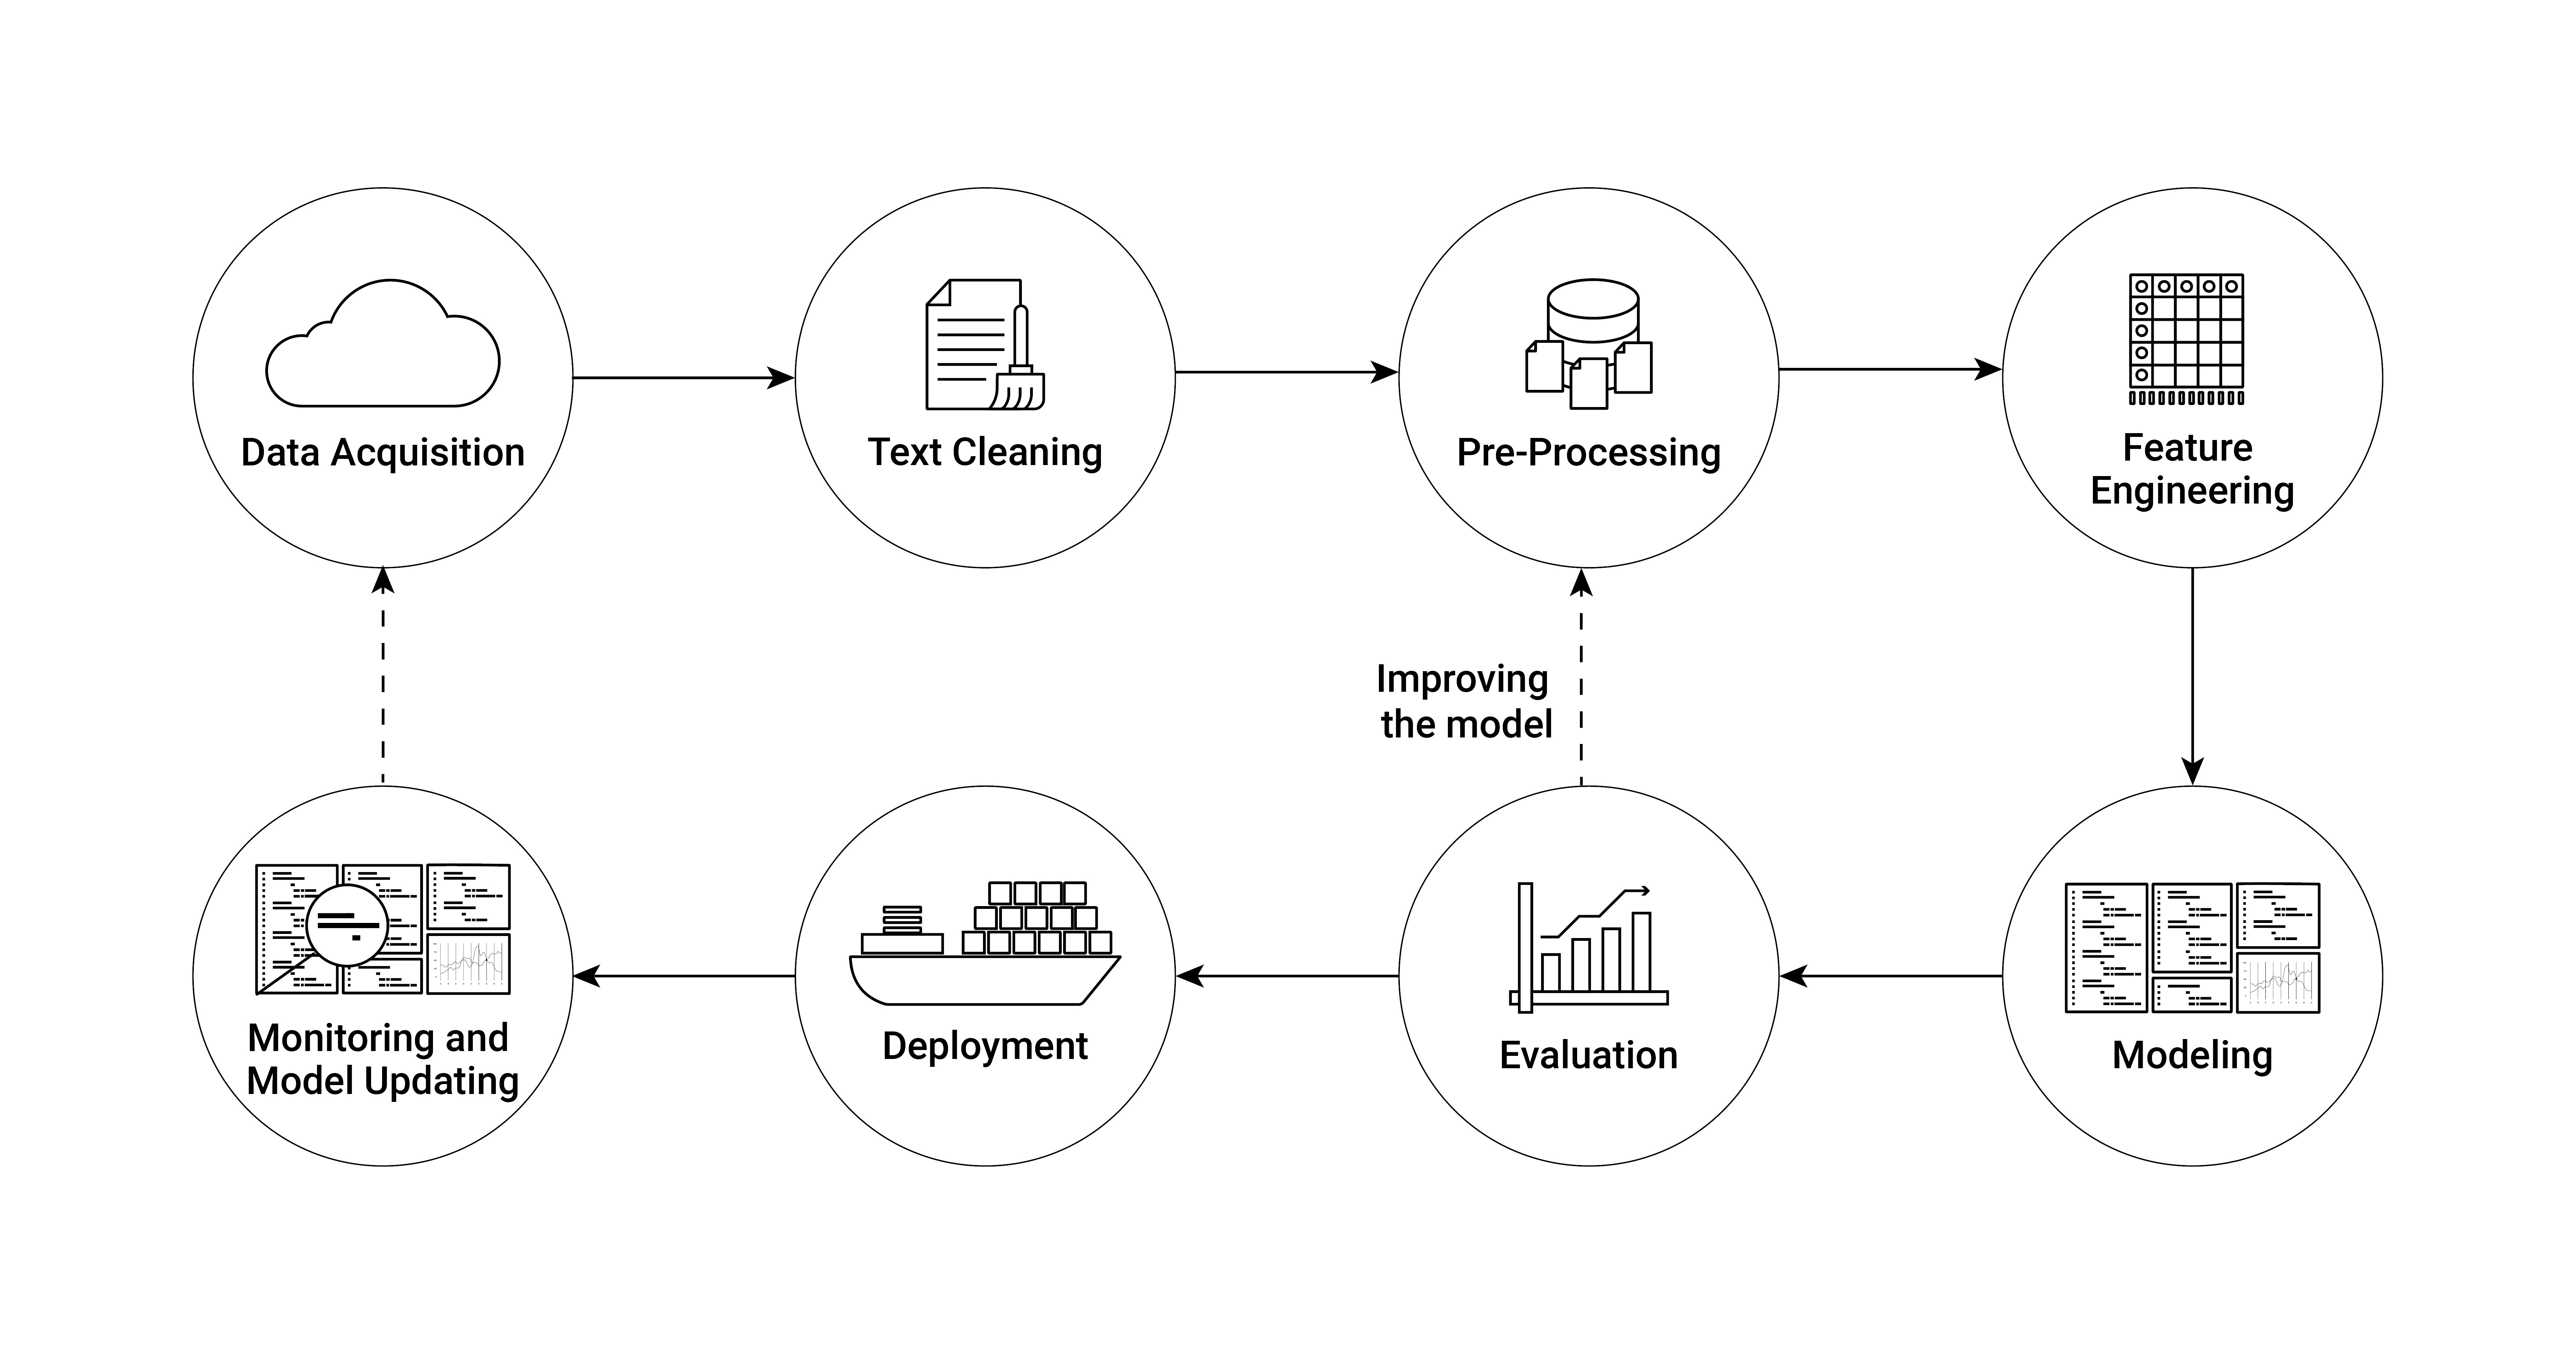 Data Acquisition
Text Cleaning
Pre-Processing
Feature
Engineering
Improving
the model
Monitoring and
Model Updating
Deployment
Evaluation
Modeling